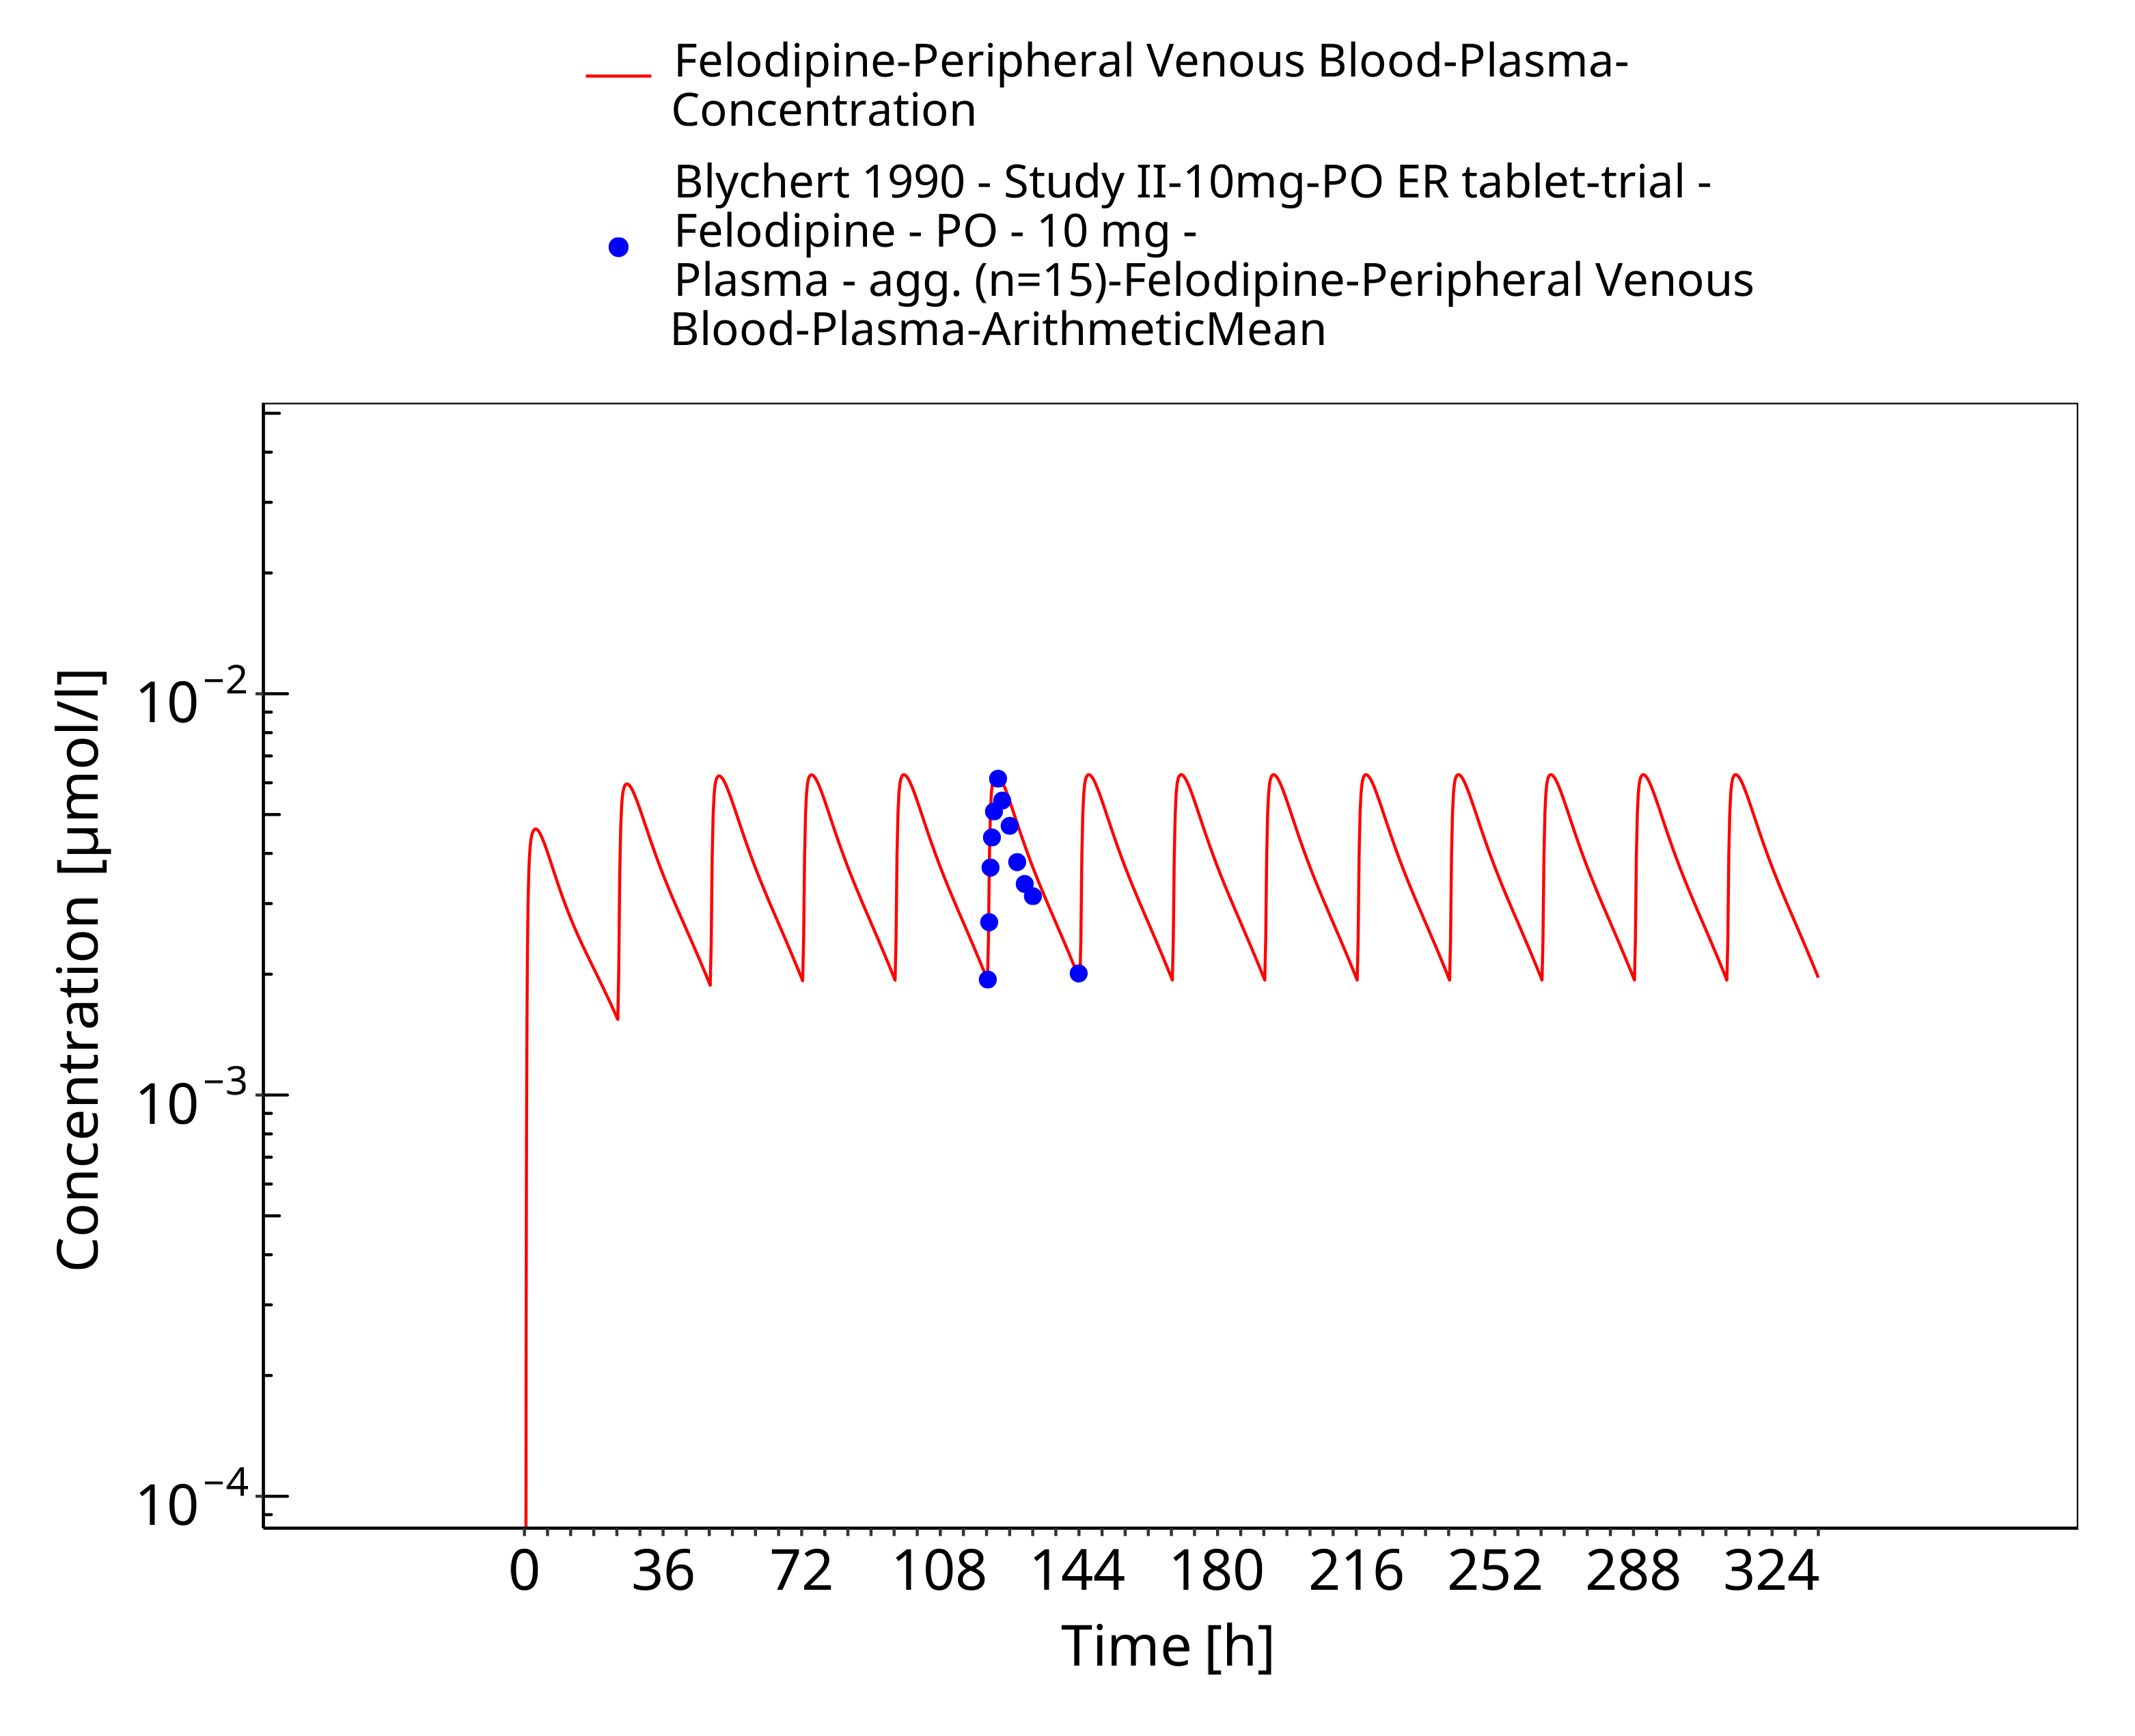 Felodipine-Peripheral Venous Blood-Plasma-
Concentration
Blychert 1990 - Study II-10mg-PO ER tablet-trial -
Felodipine - PO - 10 mg -
Plasma - agg. (n=15)-Felodipine-Peripheral Venous
Blood-Plasma-ArithmeticMean
Concentration [µmol/l]
10⁻²
10⁻³
10⁻⁴
0 36 72 108 144 180 216 252 288 324
Time [h]